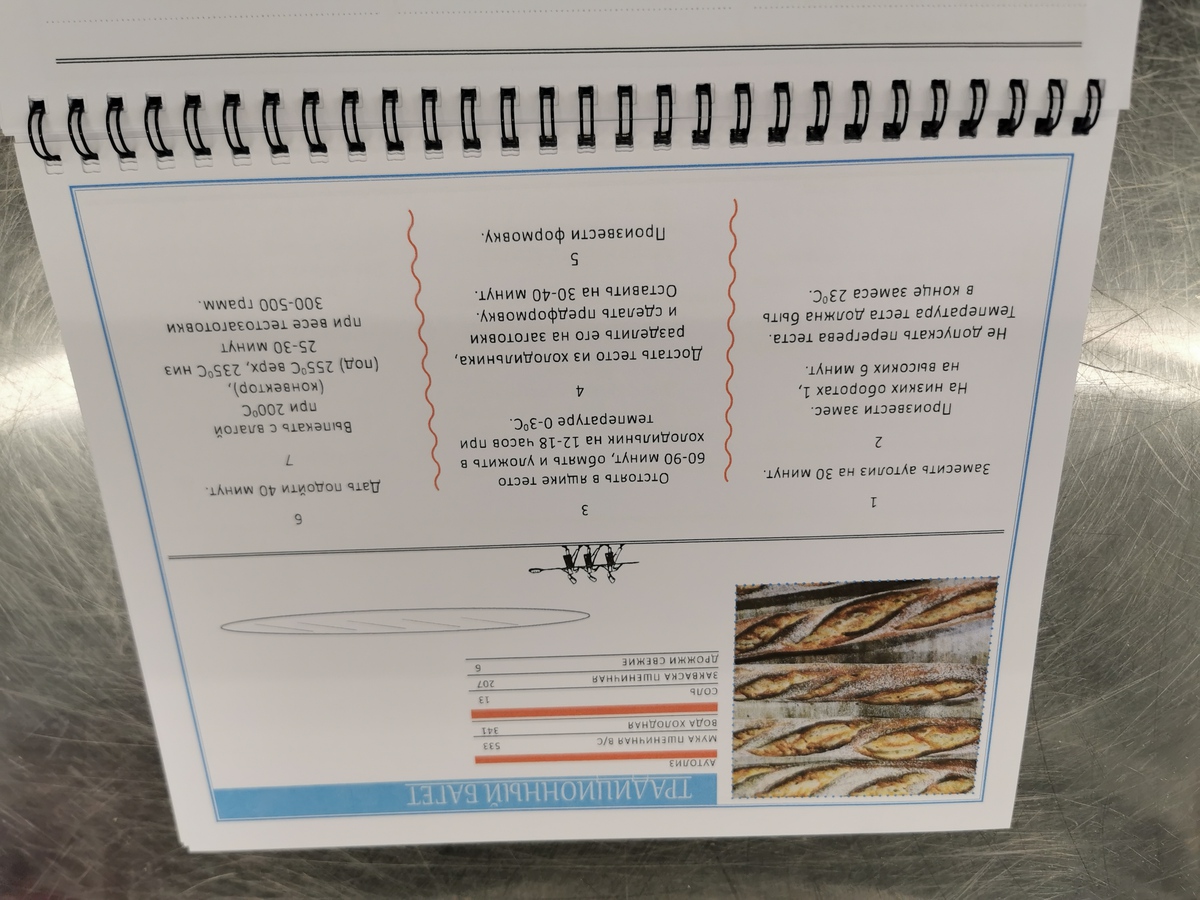 ТРАДИЦИОННЫЙ БАГЕТ
АУТОЛИЗ
МУКА ПШЕНИЧНАЯ В/С 533
ВОДА ХОЛОДНАЯ 341
СОЛЬ 13
ЗАКВАСКА ПШЕНИЧНАЯ 207
ДРОЖЖИ СВЕЖИЕ 6
1
Замесить аутолиз на 30 минут.
2
Произвести замес.
На низких оборотах 1,
на высоких 6 минут.
Не допускать перегрева теста.
Температура теста должна быть
в конце замеса 23⁰С.
3
Отстоять в ящике тесто
60-90 минут, обмять и уложить в
холодильник на 12-18 часов при
температуре 0-3⁰С.
4
Достать тесто из холодильника,
разделить его на заготовки
и сделать предформовку.
Оставить на 30-40 минут.
5
Произвести формовку.
6
Дать подойти 40 минут.
7
Выпекать с влагой
при 200⁰С
(конвектор),
(под) 255⁰С верх, 235⁰С низ
25-30 минут
при весе тестозаготовки
300-500 грамм.